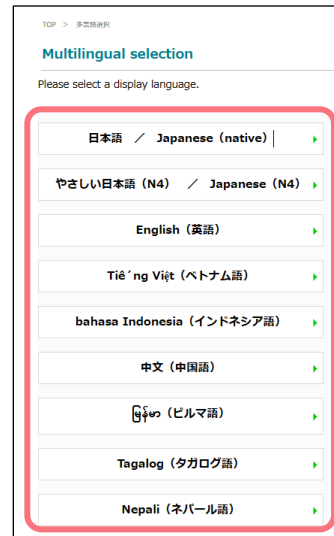 TOP > 多言語選択
Multilingual selection
Please select a display language.
日本語 ／ Japanese（native）
やさしい日本語（N4） ／ Japanese（N4）
English（英語）
Tiê´ng Việt（ベトナム語）
bahasa Indonesia（インドネシア語）
中文（中国語）
မြန်မာ（ビルマ語）
Tagalog（タガログ語）
Nepali（ネパール語）